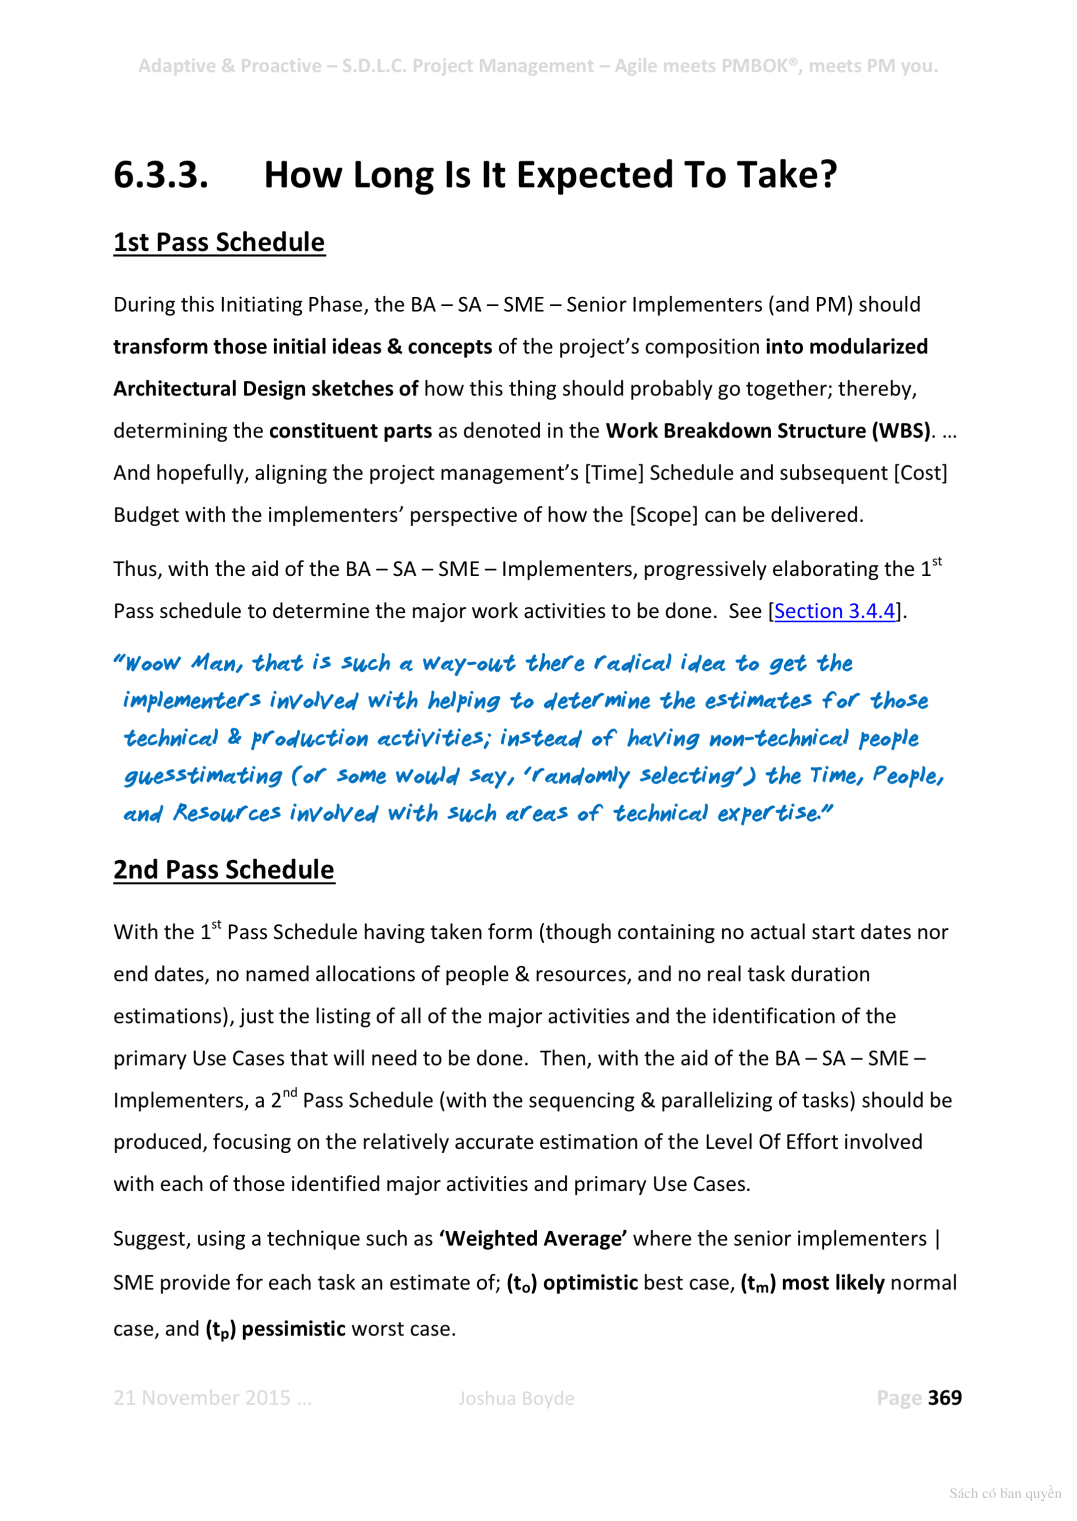 Adaptive & Proactive – S.D.L.C. Project Management – Agile meets PMBOK®, meets PM you.
6.3.3. How Long Is It Expected To Take?
1st Pass Schedule
During this Initiating Phase, the BA – SA – SME – Senior Implementers (and PM) should
transform those initial ideas & concepts of the project’s composition into modularized
Architectural Design sketches of how this thing should probably go together; thereby,
determining the constituent parts as denoted in the Work Breakdown Structure (WBS). …
And hopefully, aligning the project management’s [Time] Schedule and subsequent [Cost]
Budget with the implementers’ perspective of how the [Scope] can be delivered.
Thus, with the aid of the BA – SA – SME – Implementers, progressively elaborating the 1st
Pass schedule to determine the major work activities to be done.  See [Section 3.4.4].
“Woow Man, that is such a way-out there radical idea to get the
implementers involved with helping to determine the estimates for those
technical & production activities; instead of having non-technical people
guesstimating (or some would say, ‘randomly selecting’) the Time, People,
and Resources involved with such areas of technical expertise.”
2nd Pass Schedule
With the 1st Pass Schedule having taken form (though containing no actual start dates nor
end dates, no named allocations of people & resources, and no real task duration
estimations), just the listing of all of the major activities and the identification of the
primary Use Cases that will need to be done.  Then, with the aid of the BA – SA – SME –
Implementers, a 2nd Pass Schedule (with the sequencing & parallelizing of tasks) should be
produced, focusing on the relatively accurate estimation of the Level Of Effort involved
with each of those identified major activities and primary Use Cases.
Suggest, using a technique such as ‘Weighted Average’ where the senior implementers |
SME provide for each task an estimate of; (to) optimistic best case, (tm) most likely normal
case, and (tp) pessimistic worst case.
21 November 2015 … Joshua Boyde Page 369
Sách có bản quyền